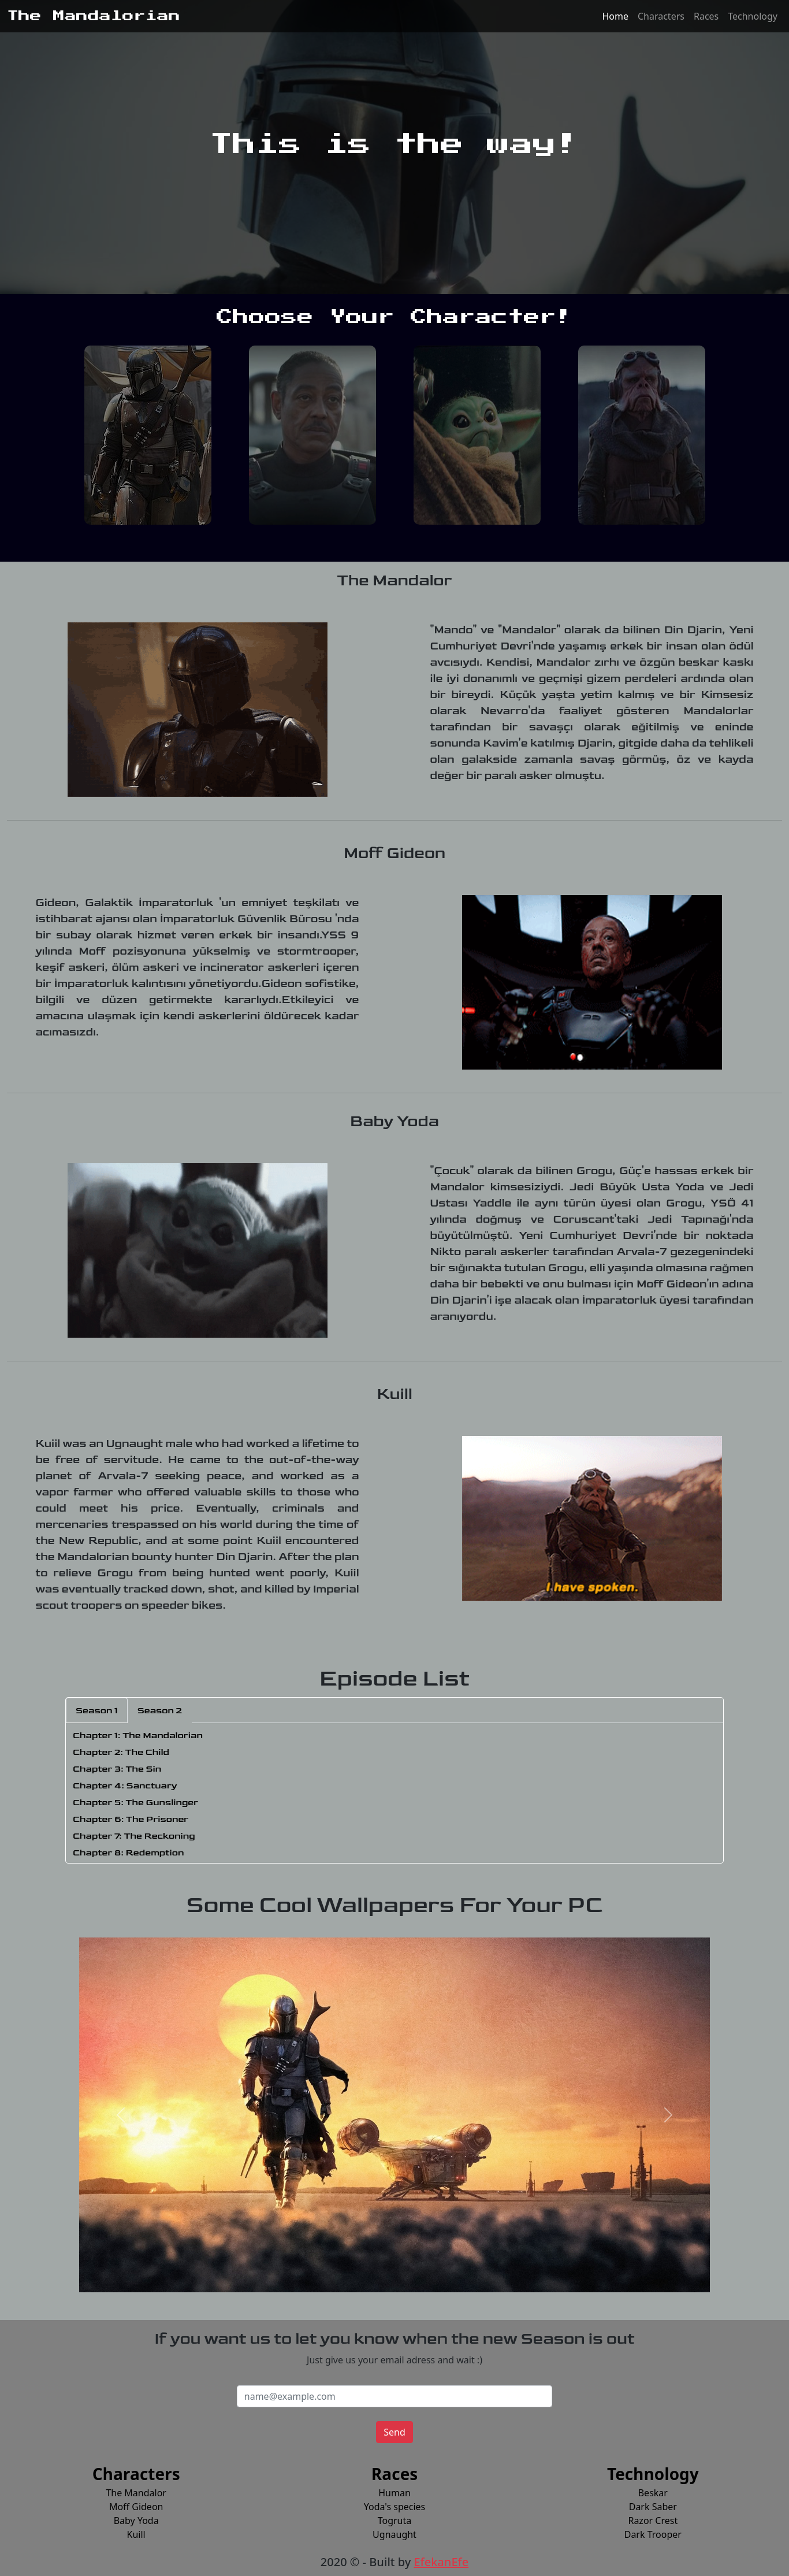 The Mandalorian
Home Characters Races Technology
This is the way!
Choose Your Character!
The Mandalor
"Mando" ve "Mandalor" olarak da bilinen Din Djarin, Yeni
Cumhuriyet Devri'nde yaşamış erkek bir insan olan ödül
avcısıydı. Kendisi, Mandalor zırhı ve özgün beskar kaskı
ile iyi donanımlı ve geçmişi gizem perdeleri ardında olan
bir bireydi. Küçük yaşta yetim kalmış ve bir Kimsesiz
olarak Nevarro'da faaliyet gösteren Mandalorlar
tarafından bir savaşçı olarak eğitilmiş ve eninde
sonunda Kavim'e katılmış Djarin, gitgide daha da tehlikeli
olan galakside zamanla savaş görmüş, öz ve kayda
değer bir paralı asker olmuştu.
Moff Gideon
Gideon, Galaktik İmparatorluk 'un emniyet teşkilatı ve
istihbarat ajansı olan İmparatorluk Güvenlik Bürosu 'nda
bir subay olarak hizmet veren erkek bir insandı.YSS 9
yılında Moff pozisyonuna yükselmiş ve stormtrooper,
keşif askeri, ölüm askeri ve incinerator askerleri içeren
bir İmparatorluk kalıntısını yönetiyordu.Gideon sofistike,
bilgili ve düzen getirmekte kararlıydı.Etkileyici ve
amacına ulaşmak için kendi askerlerini öldürecek kadar
acımasızdı.
Baby Yoda
"Çocuk" olarak da bilinen Grogu, Güç'e hassas erkek bir
Mandalor kimsesiziydi. Jedi Büyük Usta Yoda ve Jedi
Ustası Yaddle ile aynı türün üyesi olan Grogu, YSÖ 41
yılında doğmuş ve Coruscant'taki Jedi Tapınağı'nda
büyütülmüştü. Yeni Cumhuriyet Devri'nde bir noktada
Nikto paralı askerler tarafından Arvala-7 gezegenindeki
bir sığınakta tutulan Grogu, elli yaşında olmasına rağmen
daha bir bebekti ve onu bulması için Moff Gideon'ın adına
Din Djarin'i işe alacak olan İmparatorluk üyesi tarafından
aranıyordu.
Kuill
Kuiil was an Ugnaught male who had worked a lifetime to
be free of servitude. He came to the out-of-the-way
planet of Arvala-7 seeking peace, and worked as a
vapor farmer who offered valuable skills to those who
could meet his price. Eventually, criminals and
mercenaries trespassed on his world during the time of
the New Republic, and at some point Kuiil encountered
the Mandalorian bounty hunter Din Djarin. After the plan
to relieve Grogu from being hunted went poorly, Kuiil
was eventually tracked down, shot, and killed by Imperial
scout troopers on speeder bikes.
I have spoken.
Episode List
Season 1 Season 2
Chapter 1: The Mandalorian
Chapter 2: The Child
Chapter 3: The Sin
Chapter 4: Sanctuary
Chapter 5: The Gunslinger
Chapter 6: The Prisoner
Chapter 7: The Reckoning
Chapter 8: Redemption
Some Cool Wallpapers For Your PC
If you want us to let you know when the new Season is out
Just give us your email adress and wait :)
name@example.com
Send
Characters Races Technology
The Mandalor Human Beskar
Moff Gideon Yoda's species Dark Saber
Baby Yoda Togruta Razor Crest
Kuill Ugnaught Dark Trooper
2020 © - Built by EfekanEfe